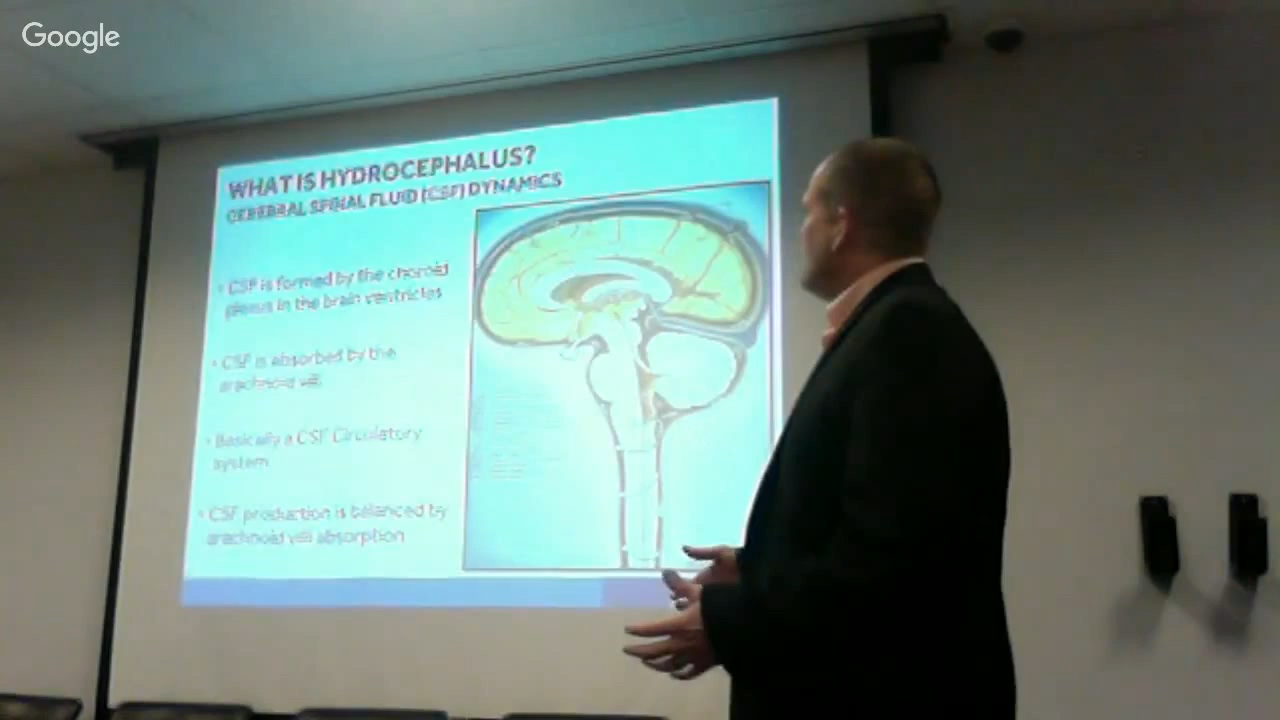 Google
WHAT IS HYDROCEPHALUS?
CEREBRAL SPINAL FLUID (CSF) DYNAMICS
• CSF is formed by the choroid
plexus in the brain ventricles
• CSF is absorbed by the
arachnoid villi
• Basically a CSF Circulatory
system
• CSF production is balanced by
arachnoid villi absorption